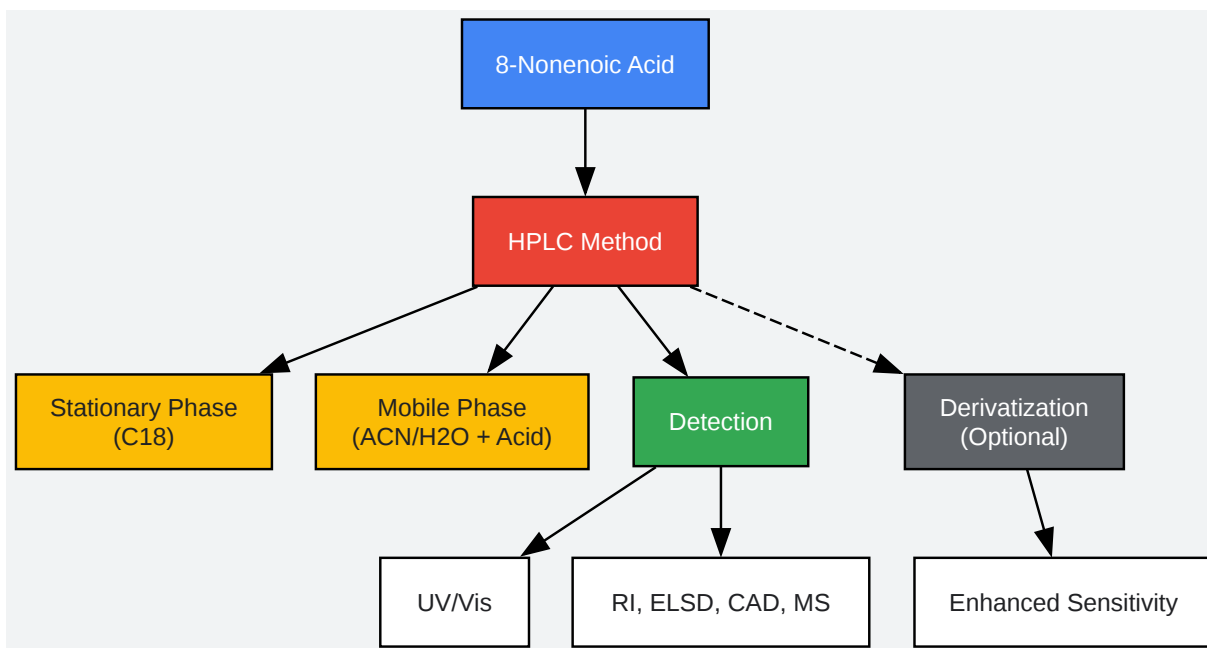 8-Nonenoic Acid
HPLC Method
Stationary Phase
(C18)
Mobile Phase
(ACN/H2O + Acid)
Detection
Derivatization
(Optional)
UV/Vis
RI, ELSD, CAD, MS
Enhanced Sensitivity